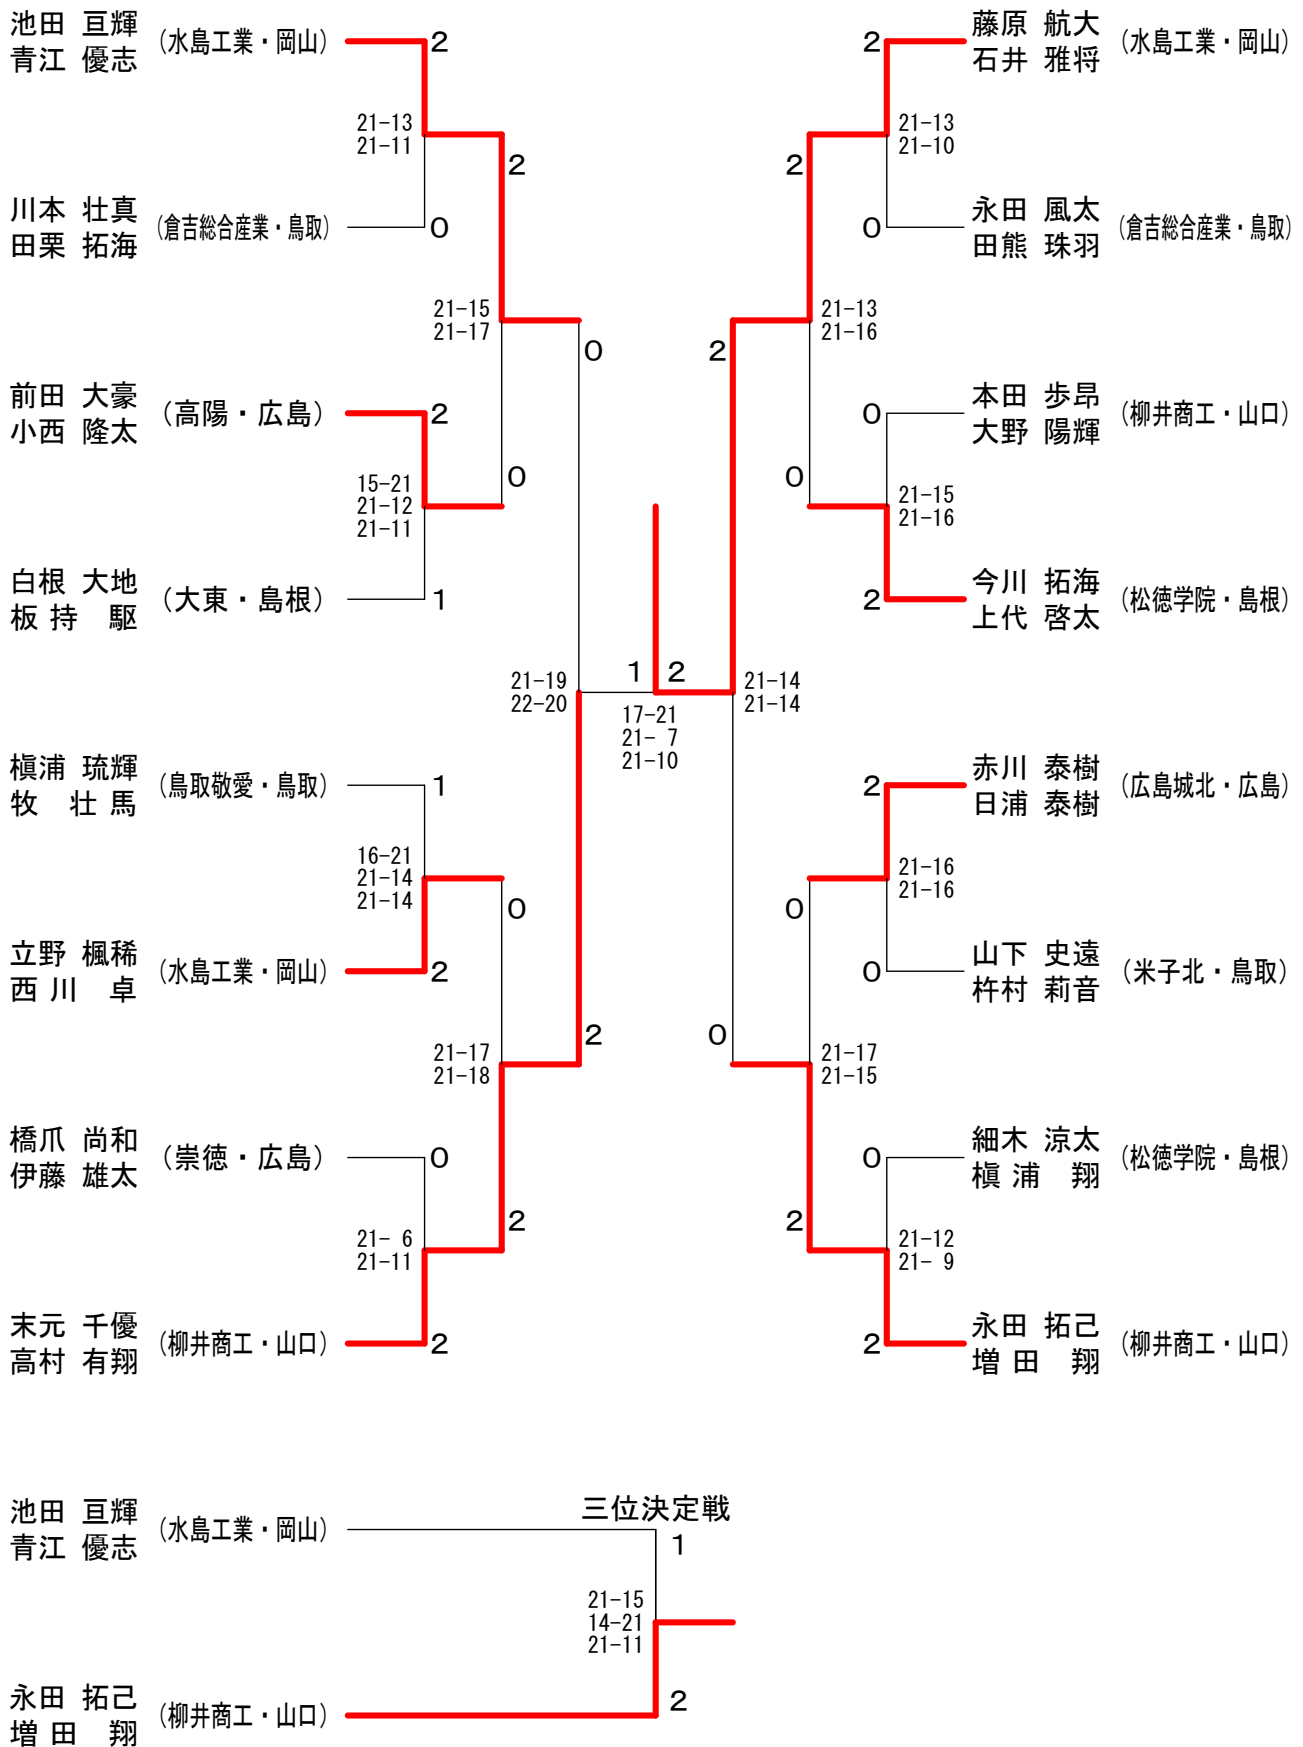 池田 亘輝
青江 優志
(水島工業・岡山)
2
21-13
21-11
2
川本 壮真
田栗 拓海
(倉吉総合産業・鳥取)
0
21-15
21-17
0
前田 大豪
小西 隆太
(高陽・広島)
2
15-21
21-12
21-11
0
白根 大地
板持 駆
(大東・島根)
1
21-19
22-20
槇浦 琉輝
牧 壮馬
(鳥取敬愛・鳥取)
1
16-21
21-14
21-14
0
立野 楓稀
西川 卓
(水島工業・岡山)
2
21-17
21-18
2
橋爪 尚和
伊藤 雄太
(崇徳・広島)
0
21- 6
21-11
2
末元 千優
高村 有翔
(柳井商工・山口)
2
1 2
17-21
21- 7
21-10
2
藤原 航大
石井 雅将
(水島工業・岡山)
2
21-13
21-10
0
永田 風太
田熊 珠羽
(倉吉総合産業・鳥取)
2
21-13
21-16
0
本田 歩昂
大野 陽輝
(柳井商工・山口)
0
21-15
21-16
2
今川 拓海
上代 啓太
(松徳学院・島根)
21-14
21-14
2
赤川 泰樹
日浦 泰樹
(広島城北・広島)
0
21-16
21-16
0
山下 史遠
杵村 莉音
(米子北・鳥取)
0
21-17
21-15
0
細木 涼太
槇浦 翔
(松徳学院・島根)
2
21-12
21- 9
2
永田 拓己
増田 翔
(柳井商工・山口)
三位決定戦
池田 亘輝
青江 優志
(水島工業・岡山)
1
21-15
14-21
21-11
永田 拓己
増田 翔
(柳井商工・山口)
2